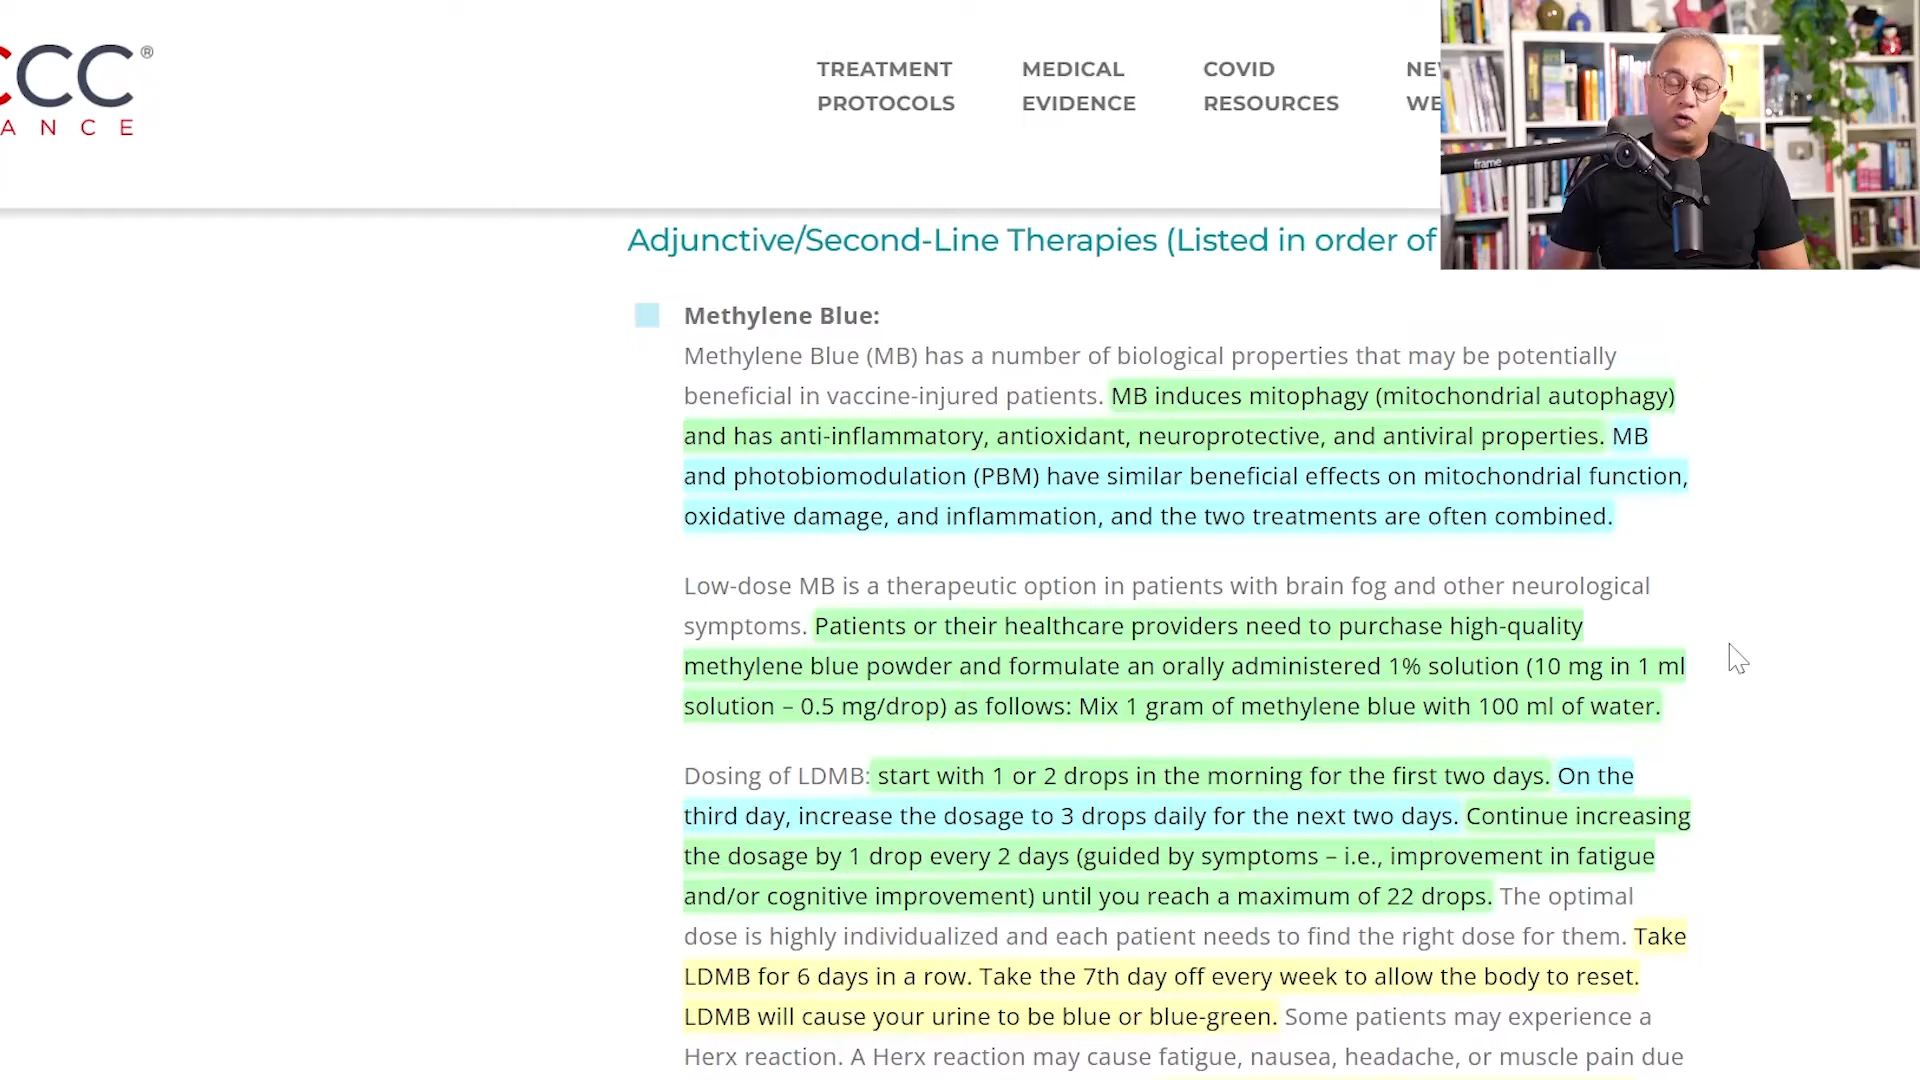 CCC®
ANCE
TREATMENT
PROTOCOLS
MEDICAL
EVIDENCE
COVID
RESOURCES
NE
WE
frame
Adjunctive/Second-Line Therapies (Listed in order of
Methylene Blue:
Methylene Blue (MB) has a number of biological properties that may be potentially
beneficial in vaccine-injured patients. MB induces mitophagy (mitochondrial autophagy)
and has anti-inflammatory, antioxidant, neuroprotective, and antiviral properties. MB
and photobiomodulation (PBM) have similar beneficial effects on mitochondrial function,
oxidative damage, and inflammation, and the two treatments are often combined.
Low-dose MB is a therapeutic option in patients with brain fog and other neurological
symptoms. Patients or their healthcare providers need to purchase high-quality
methylene blue powder and formulate an orally administered 1% solution (10 mg in 1 ml
solution – 0.5 mg/drop) as follows: Mix 1 gram of methylene blue with 100 ml of water.
Dosing of LDMB: start with 1 or 2 drops in the morning for the first two days. On the
third day, increase the dosage to 3 drops daily for the next two days. Continue increasing
the dosage by 1 drop every 2 days (guided by symptoms – i.e., improvement in fatigue
and/or cognitive improvement) until you reach a maximum of 22 drops. The optimal
dose is highly individualized and each patient needs to find the right dose for them. Take
LDMB for 6 days in a row. Take the 7th day off every week to allow the body to reset.
LDMB will cause your urine to be blue or blue-green. Some patients may experience a
Herx reaction. A Herx reaction may cause fatigue, nausea, headache, or muscle pain due